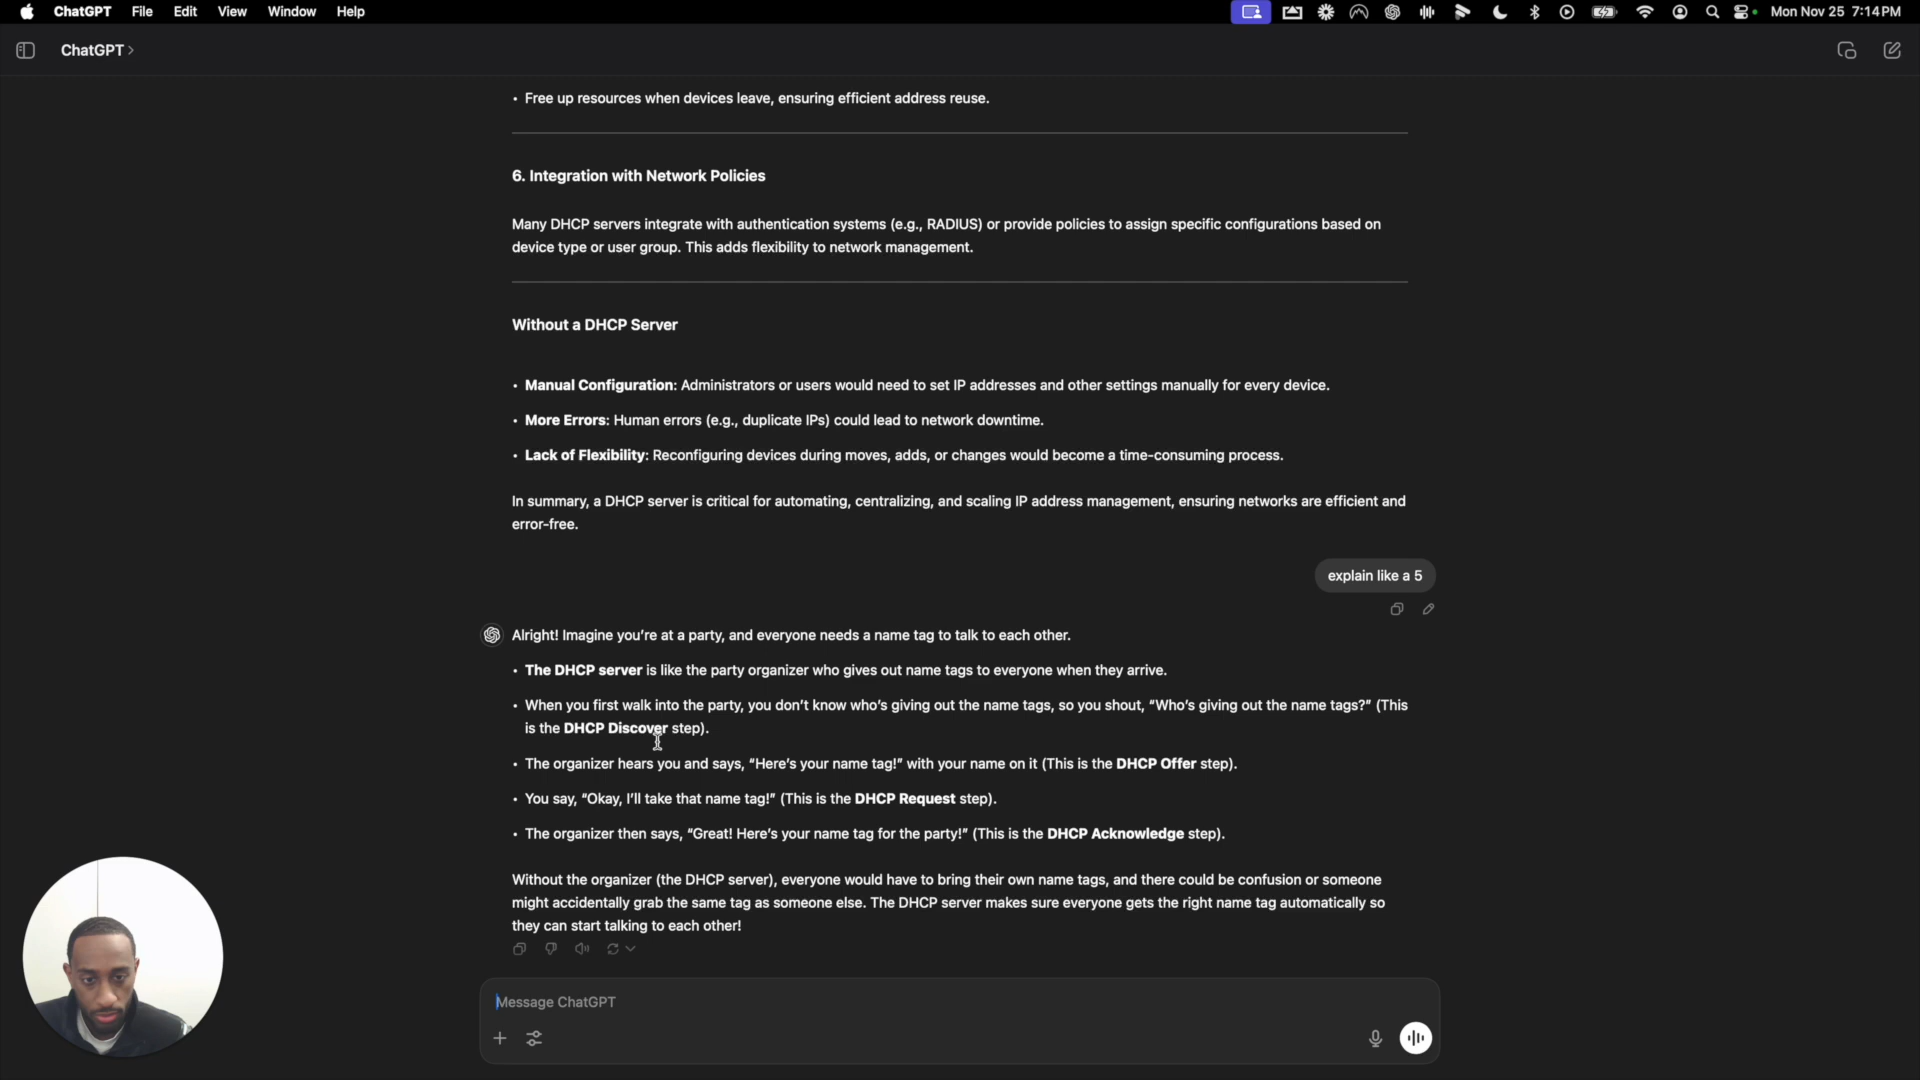 ChatGPT File Edit View Window Help Mon Nov 25 7:14 PM
ChatGPT >
• Free up resources when devices leave, ensuring efficient address reuse.
6. Integration with Network Policies
Many DHCP servers integrate with authentication systems (e.g., RADIUS) or provide policies to assign specific configurations based on
device type or user group. This adds flexibility to network management.
Without a DHCP Server
• Manual Configuration: Administrators or users would need to set IP addresses and other settings manually for every device.
• More Errors: Human errors (e.g., duplicate IPs) could lead to network downtime.
• Lack of Flexibility: Reconfiguring devices during moves, adds, or changes would become a time-consuming process.
In summary, a DHCP server is critical for automating, centralizing, and scaling IP address management, ensuring networks are efficient and
error-free.
explain like a 5
Alright! Imagine you’re at a party, and everyone needs a name tag to talk to each other.
• The DHCP server is like the party organizer who gives out name tags to everyone when they arrive.
• When you first walk into the party, you don’t know who’s giving out the name tags, so you shout, “Who’s giving out the name tags?” (This
is the DHCP Discover step).
• The organizer hears you and says, “Here’s your name tag!” with your name on it (This is the DHCP Offer step).
• You say, “Okay, I’ll take that name tag!” (This is the DHCP Request step).
• The organizer then says, “Great! Here’s your name tag for the party!” (This is the DHCP Acknowledge step).
Without the organizer (the DHCP server), everyone would have to bring their own name tags, and there could be confusion or someone
might accidentally grab the same tag as someone else. The DHCP server makes sure everyone gets the right name tag automatically so
they can start talking to each other!
Message ChatGPT